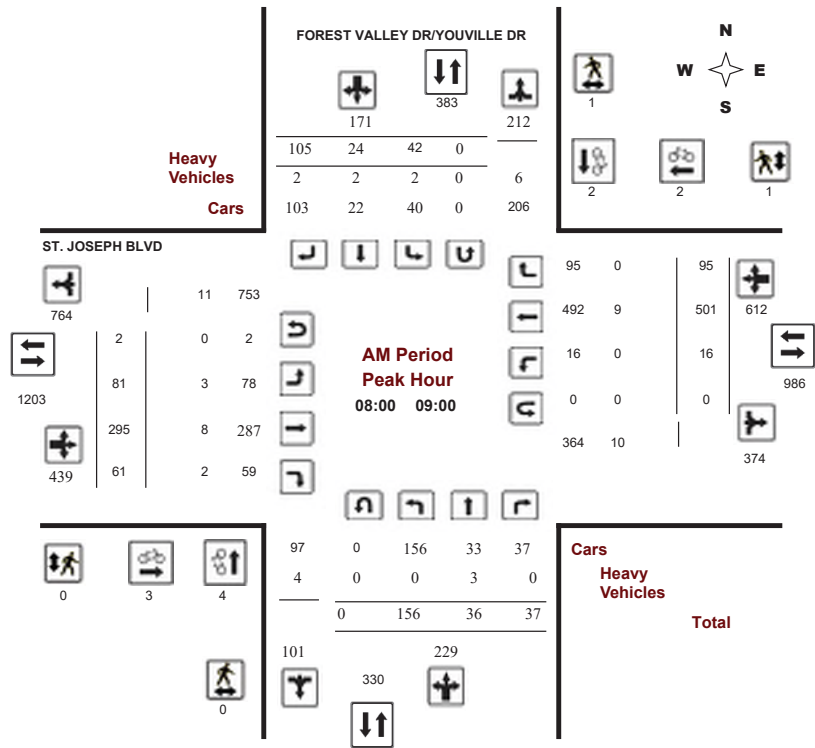 FOREST VALLEY DR/YOUVILLE DR
N
W E
S
383
1
171 212
105 24 42 0
Heavy
Vehicles
2 2 2 0 6
Cars
103 22 40 0 206
2 2 1
ST. JOSEPH BLVD
764
11 753
2 0 2
1203
81 3 78
295 8 287
439
61 2 59
AM Period
Peak Hour
08:00 09:00
95 0 95
492 9 501 612
16 0 16
986
0 0 0
364 10
374
97 0 156 33 37
4 0 0 3 0
0 156 36 37
Cars
Heavy
Vehicles
Total
0 3 4
101 229
330
0